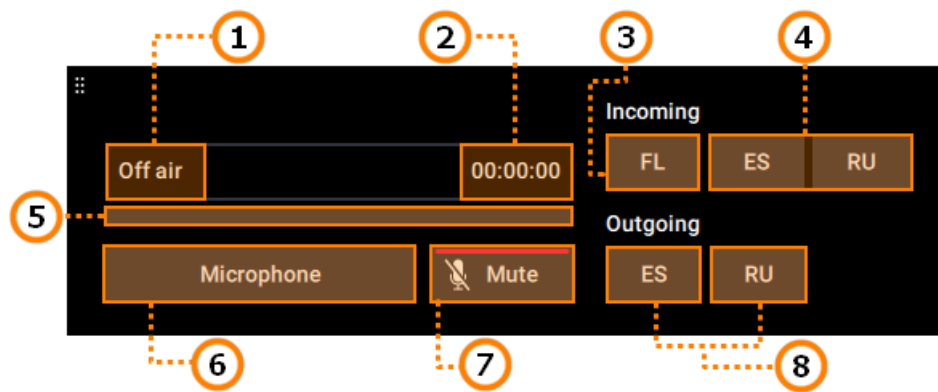 1 2 3 4
Incoming
Off air 00:00:00 FL ES RU
5
Outgoing
Microphone Mute ES RU
6 7 8